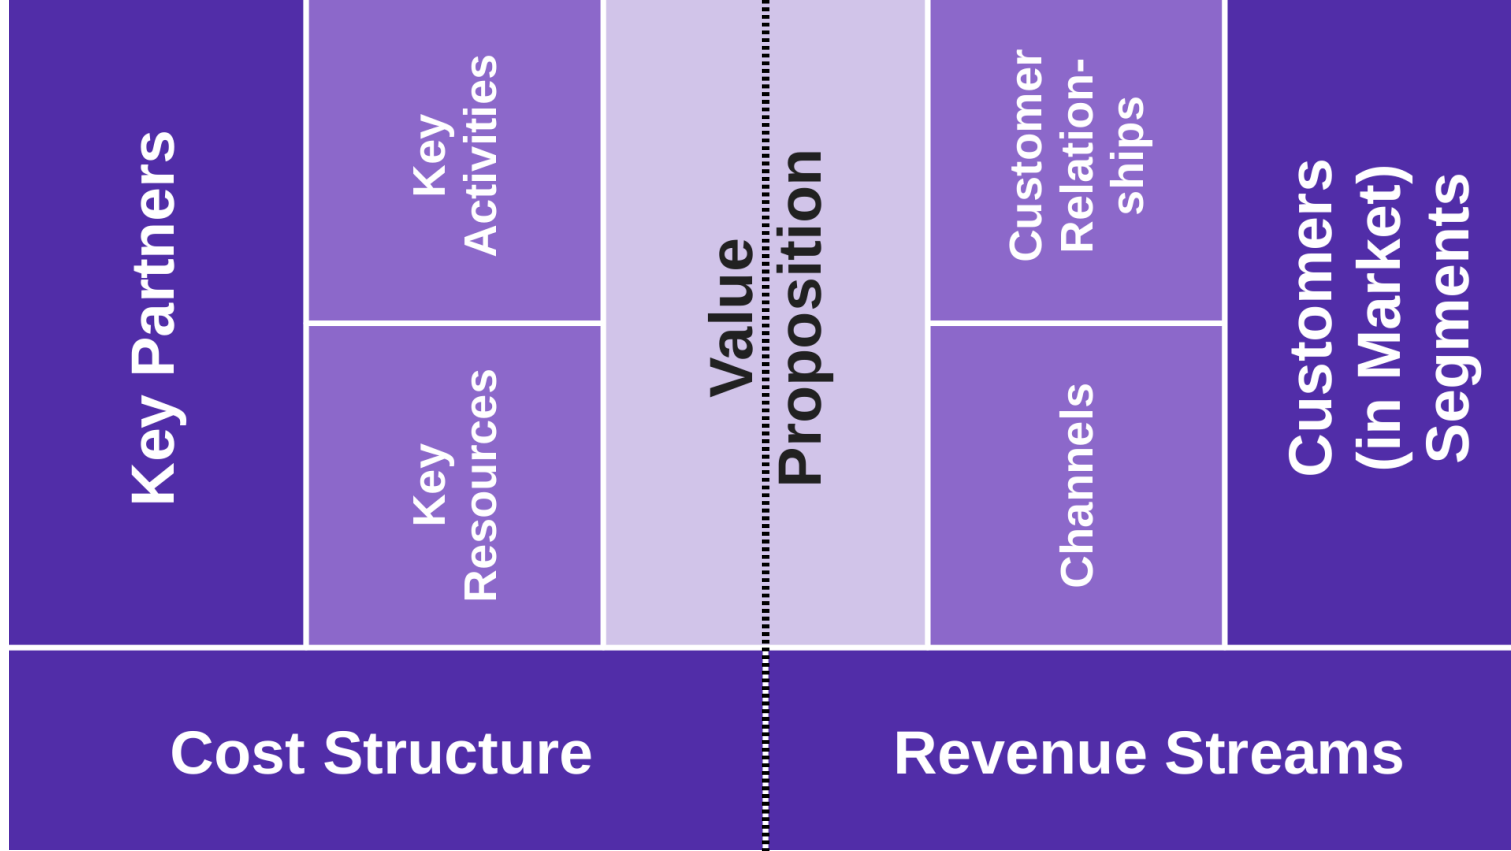 Key Partners
Key
Activities
Key
Resources
Value
Proposition
Customer
Relation-
ships
Channels
Customers
(in Market)
Segments
Cost Structure
Revenue Streams